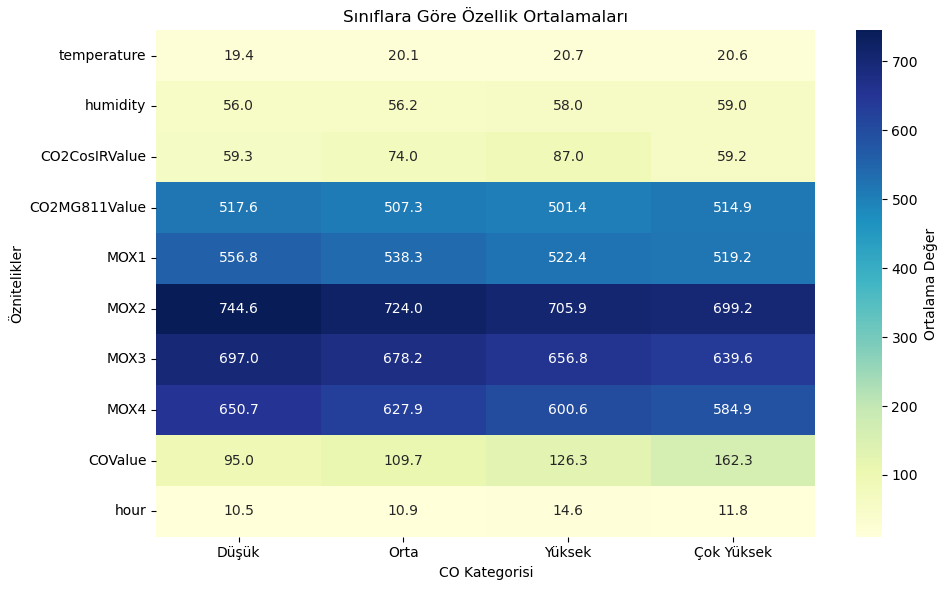 Sınıflara Göre Özellik Ortalamaları
Öznitelikler
temperature 19.4 20.1 20.7 20.6
humidity 56.0 56.2 58.0 59.0
CO2CosIRValue 59.3 74.0 87.0 59.2
CO2MG811Value 517.6 507.3 501.4 514.9
MOX1 556.8 538.3 522.4 519.2
MOX2 744.6 724.0 705.9 699.2
MOX3 697.0 678.2 656.8 639.6
MOX4 650.7 627.9 600.6 584.9
COValue 95.0 109.7 126.3 162.3
hour 10.5 10.9 14.6 11.8
Düşük Orta Yüksek Çok Yüksek
CO Kategorisi
700
600
500
400
300
200
100
Ortalama Değer